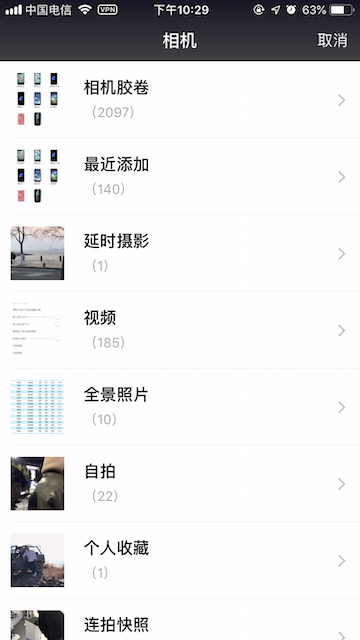 中国电信 VPN 下午10:29 63%
相机 取消
相机胶卷
(2097)
最近添加
(140)
延时摄影
(1)
视频
(185)
全景照片
(10)
自拍
(22)
个人收藏
(1)
连拍快照